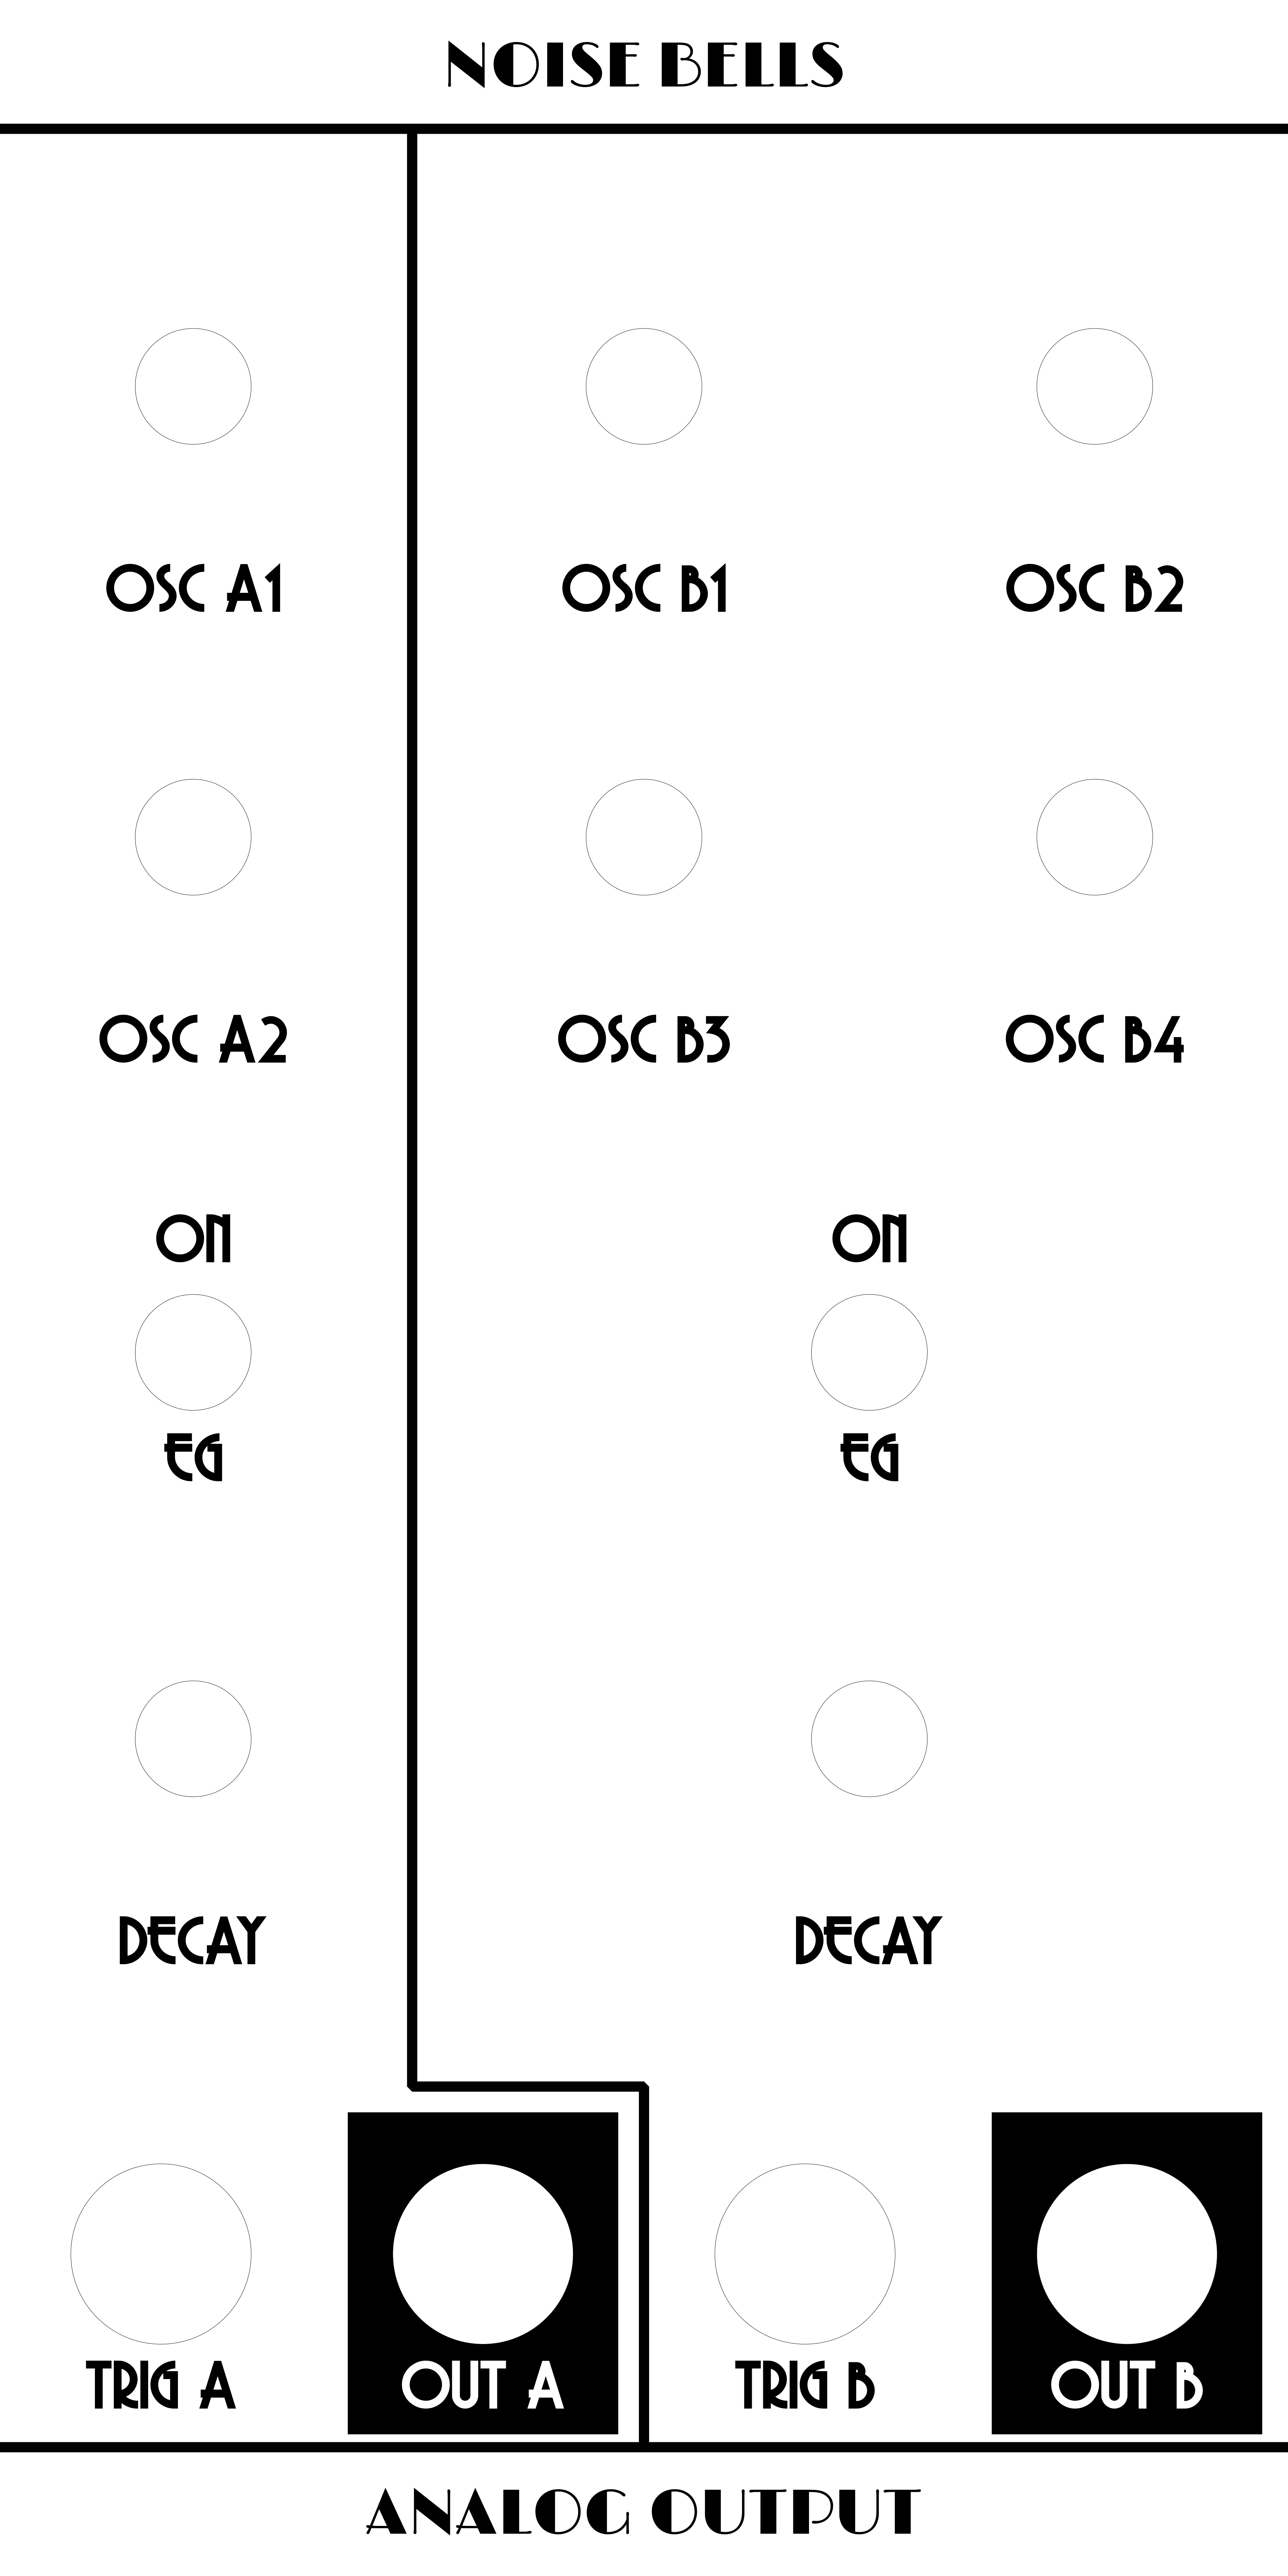 NOISE BELLS
OSC A1
OSC B1
OSC B2
OSC A2
OSC B3
OSC B4
ON
ON
EG
EG
DECAY
DECAY
TRIG A
OUT A
TRIG B
OUT B
ANALOG OUTPUT